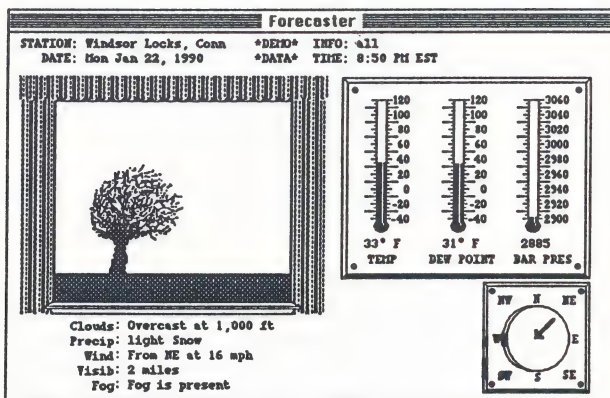 Forecaster
STATION: Windsor Locks, Conn *DEMO* INFO: all
DATE: Mon Jan 22, 1990 *DATA* TIME: 8:50 PM EST
120 120 3060
100 100 3040
80 80 3020
60 60 3000
40 40 2980
20 20 2960
0 0 2940
-20 -20 2920
-40 -40 2900
33° F 31° F 2885
TEMP DEW POINT BAR PRES
NW N NE
W E
SW S SE
Clouds: Overcast at 1,000 ft
Precip: light Snow
Wind: From NE at 16 mph
Visib: 2 miles
Fog: Fog is present